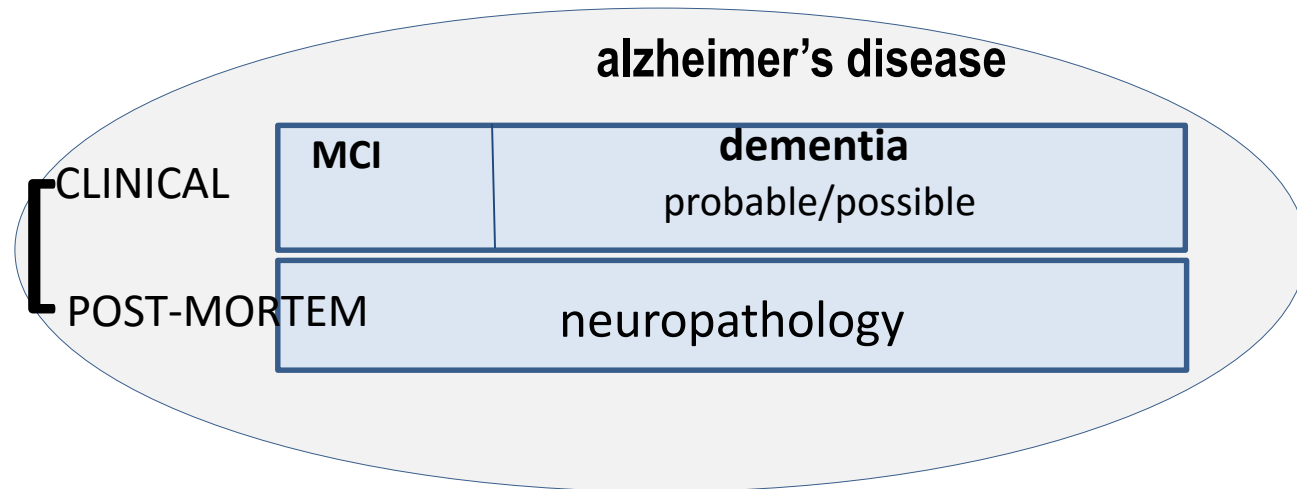 alzheimer’s disease
MCI
dementia
CLINICAL
probable/possible
POST-MORTEM
neuropathology